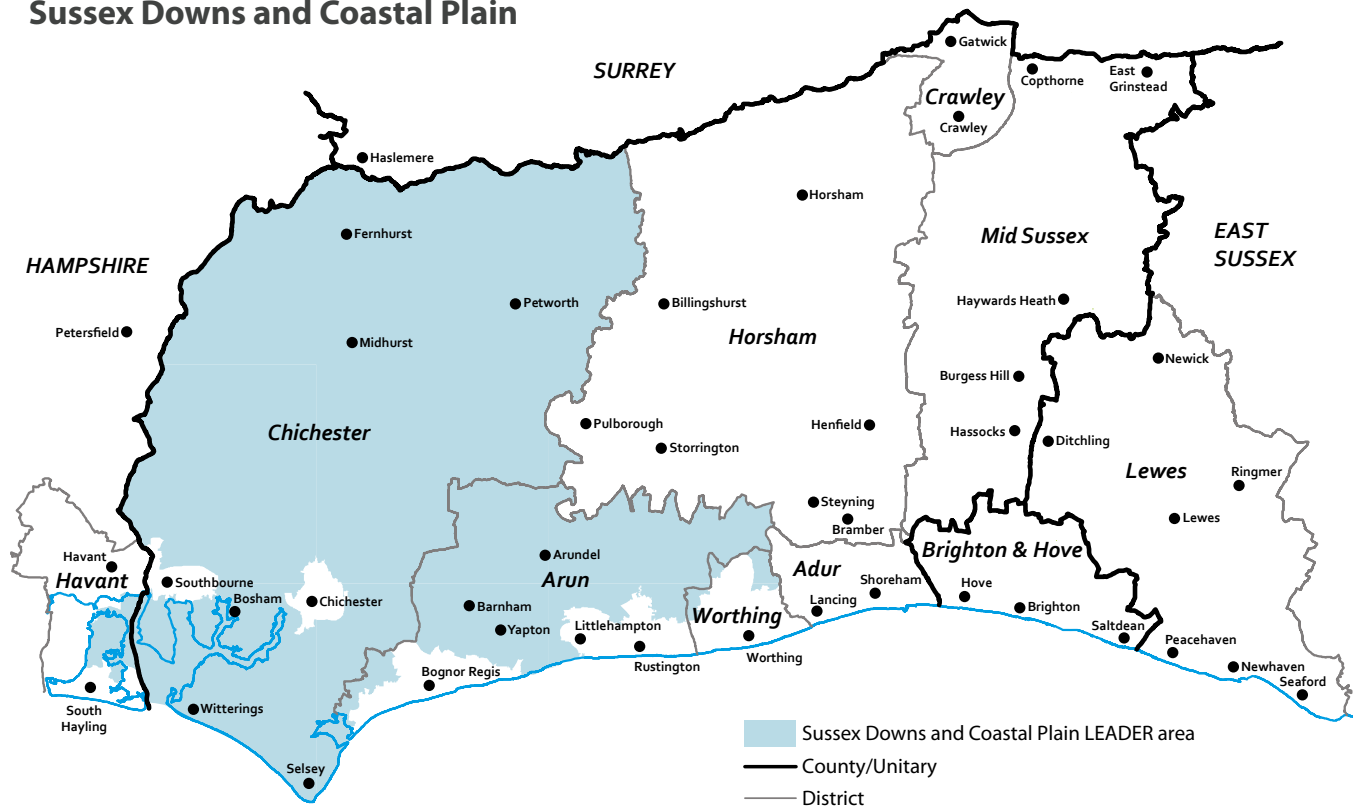 Sussex Downs and Coastal Plain
SURREY
Gatwick
Copthorne
East
Grinstead
Crawley
Crawley
Haslemere
Horsham
Fernhurst
Mid Sussex
EAST
SUSSEX
HAMPSHIRE
Petworth
Billingshurst
Haywards Heath
Petersfield
Midhurst
Horsham
Newick
Burgess Hill
Chichester
Pulborough
Henfield
Hassocks
Ditchling
Storrington
Lewes
Ringmer
Steyning
Bramber
Lewes
Havant
Havant
Southbourne
Bosham
Chichester
Arundel
Arun
Barnham
Yapton
Littlehampton
Rustington
Worthing
Worthing
Adur
Lancing
Shoreham
Brighton & Hove
Hove
Brighton
Saltdean
Peacehaven
Newhaven
Seaford
Bognor Regis
South
Hayling
Witterings
Selsey
Sussex Downs and Coastal Plain LEADER area
County/Unitary
District